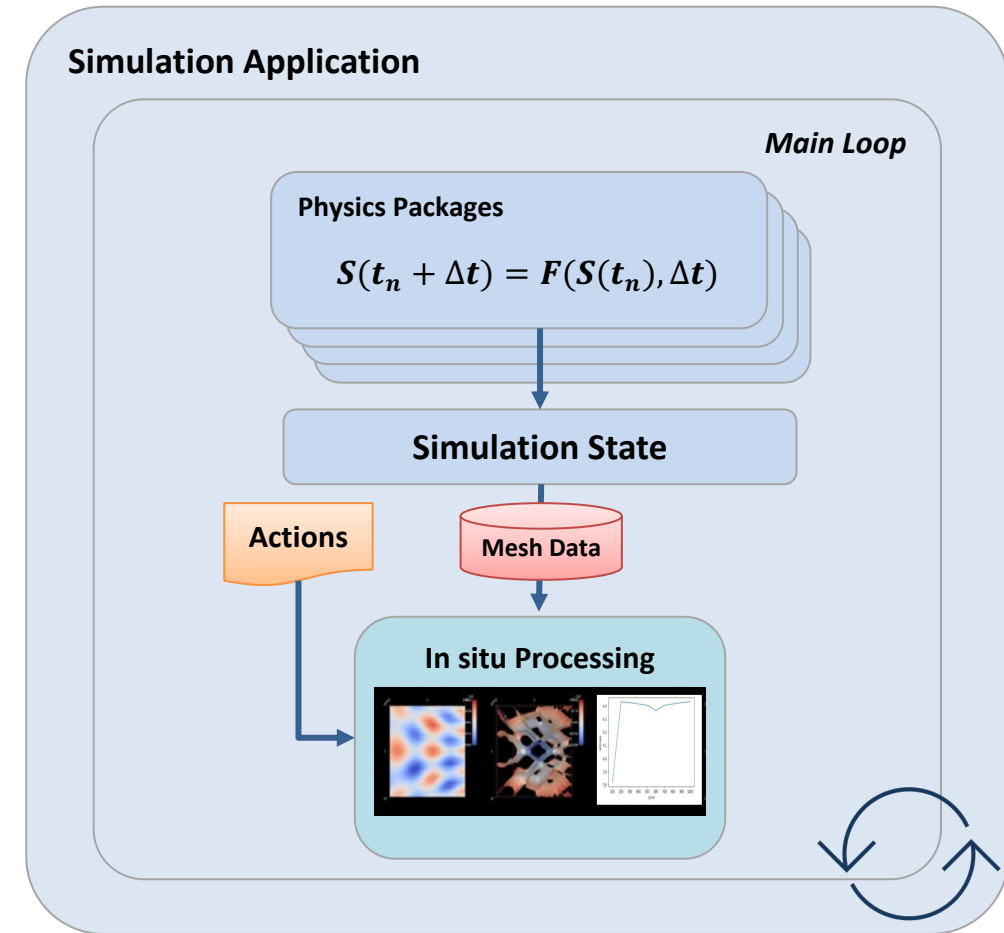 Simulation Application
Main Loop
Physics Packages
S(tₙ + Δt) = F(S(tₙ), Δt)
Simulation State
Actions
Mesh Data
In situ Processing